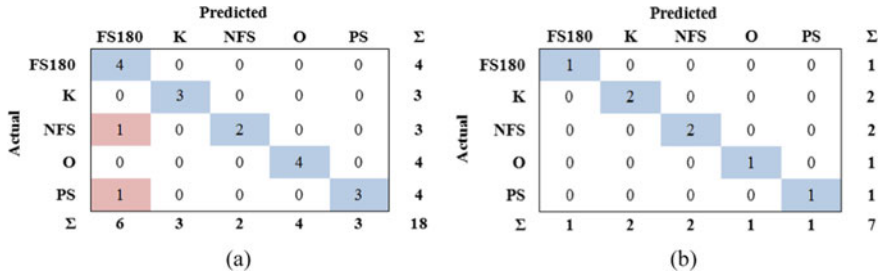 Predicted
FS180 K NFS O PS Σ
Actual
FS180 4 0 0 0 0 4
K 0 3 0 0 0 3
NFS 1 0 2 0 0 3
O 0 0 0 4 0 4
PS 1 0 0 0 3 4
Σ 6 3 2 4 3 18
(a)
Predicted
FS180 K NFS O PS Σ
Actual
FS180 1 0 0 0 0 1
K 0 2 0 0 0 2
NFS 0 0 2 0 0 2
O 0 0 0 1 0 1
PS 0 0 0 0 1 1
Σ 1 2 2 1 1 7
(b)